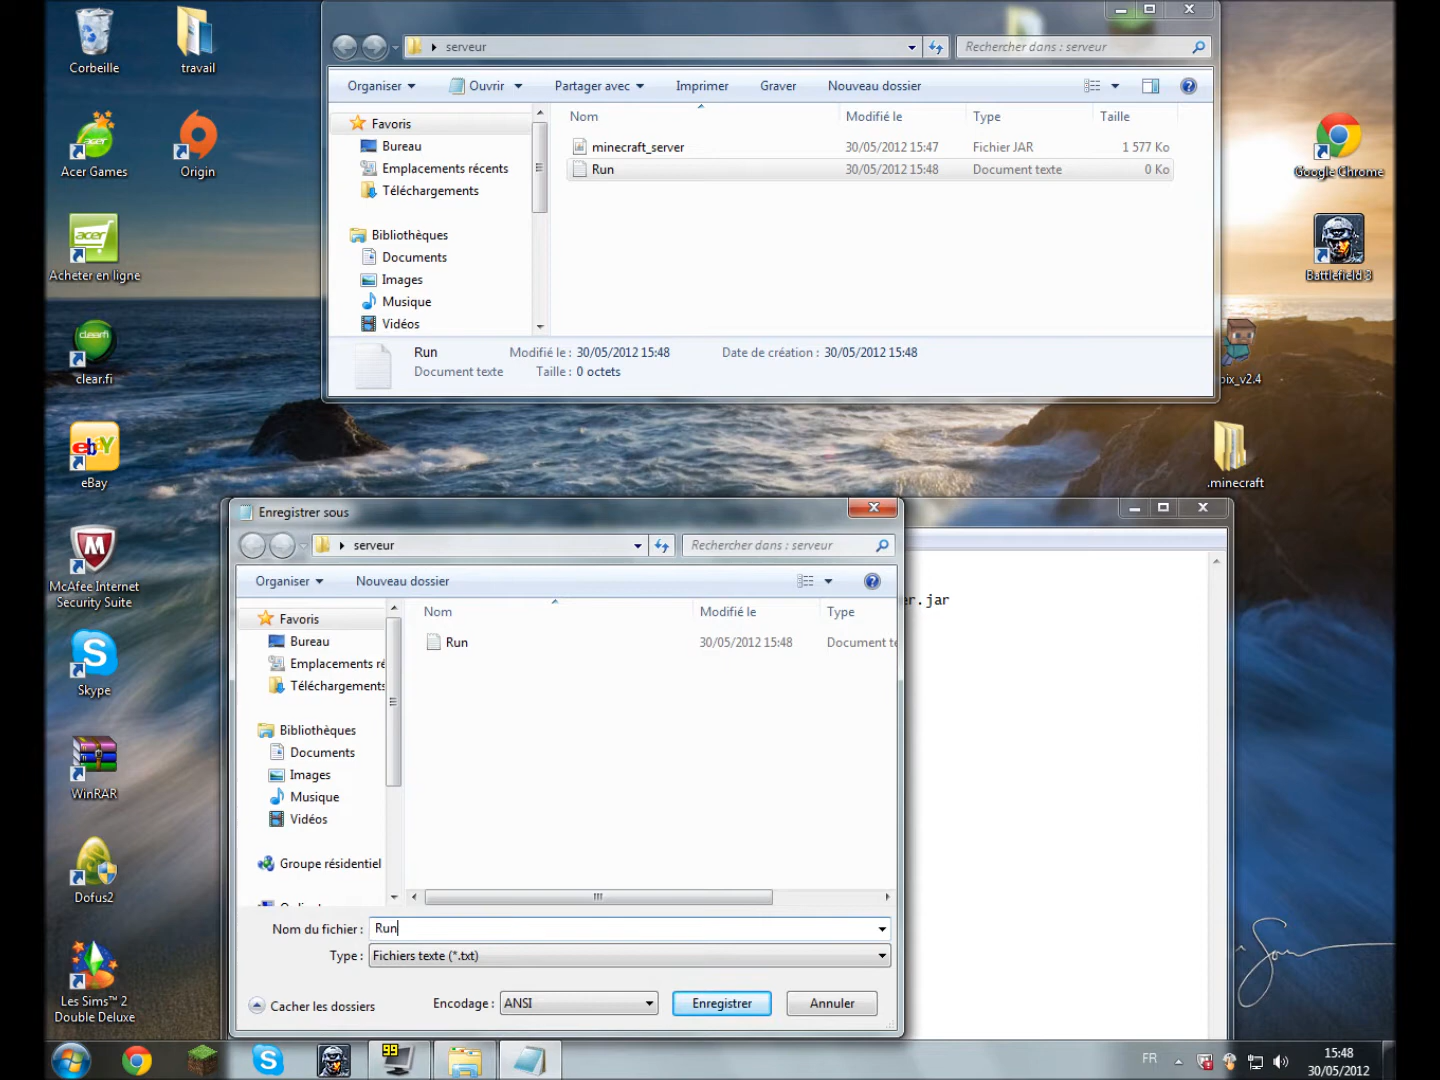 Corbeille
travail
Acer Games
Origin
acer
Acheter en ligne
clear.fi
clear.fi
ebY
eBay
McAfee Internet
Security Suite
Skype
WinRAR
Dofus2
Les Sims™ 2
Double Deluxe
Google Chrome
Battlefield 3
pix_v2.4
.minecraft
serveur
Rechercher dans : serveur
Organiser
Ouvrir
Partager avec
Imprimer
Graver
Nouveau dossier
Nom
Modifié le
Type
Taille
minecraft_server
30/05/2012 15:47
Fichier JAR
1 577 Ko
Run
30/05/2012 15:48
Document texte
0 Ko
Favoris
Bureau
Emplacements récents
Téléchargements
Bibliothèques
Documents
Images
Musique
Vidéos
Run
Modifié le : 30/05/2012 15:48
Date de création : 30/05/2012 15:48
Document texte
Taille : 0 octets
Enregistrer sous
serveur
Rechercher dans : serveur
Organiser
Nouveau dossier
Nom
Modifié le
Type
Run
30/05/2012 15:48
Document te
er.jar
Favoris
Bureau
Emplacements ré
Téléchargements
Bibliothèques
Documents
Images
Musique
Vidéos
Groupe résidentiel
Nom du fichier : Run
Type : Fichiers texte (*.txt)
Cacher les dossiers
Encodage : ANSI
Enregistrer
Annuler
99
FR
15:48
30/05/2012